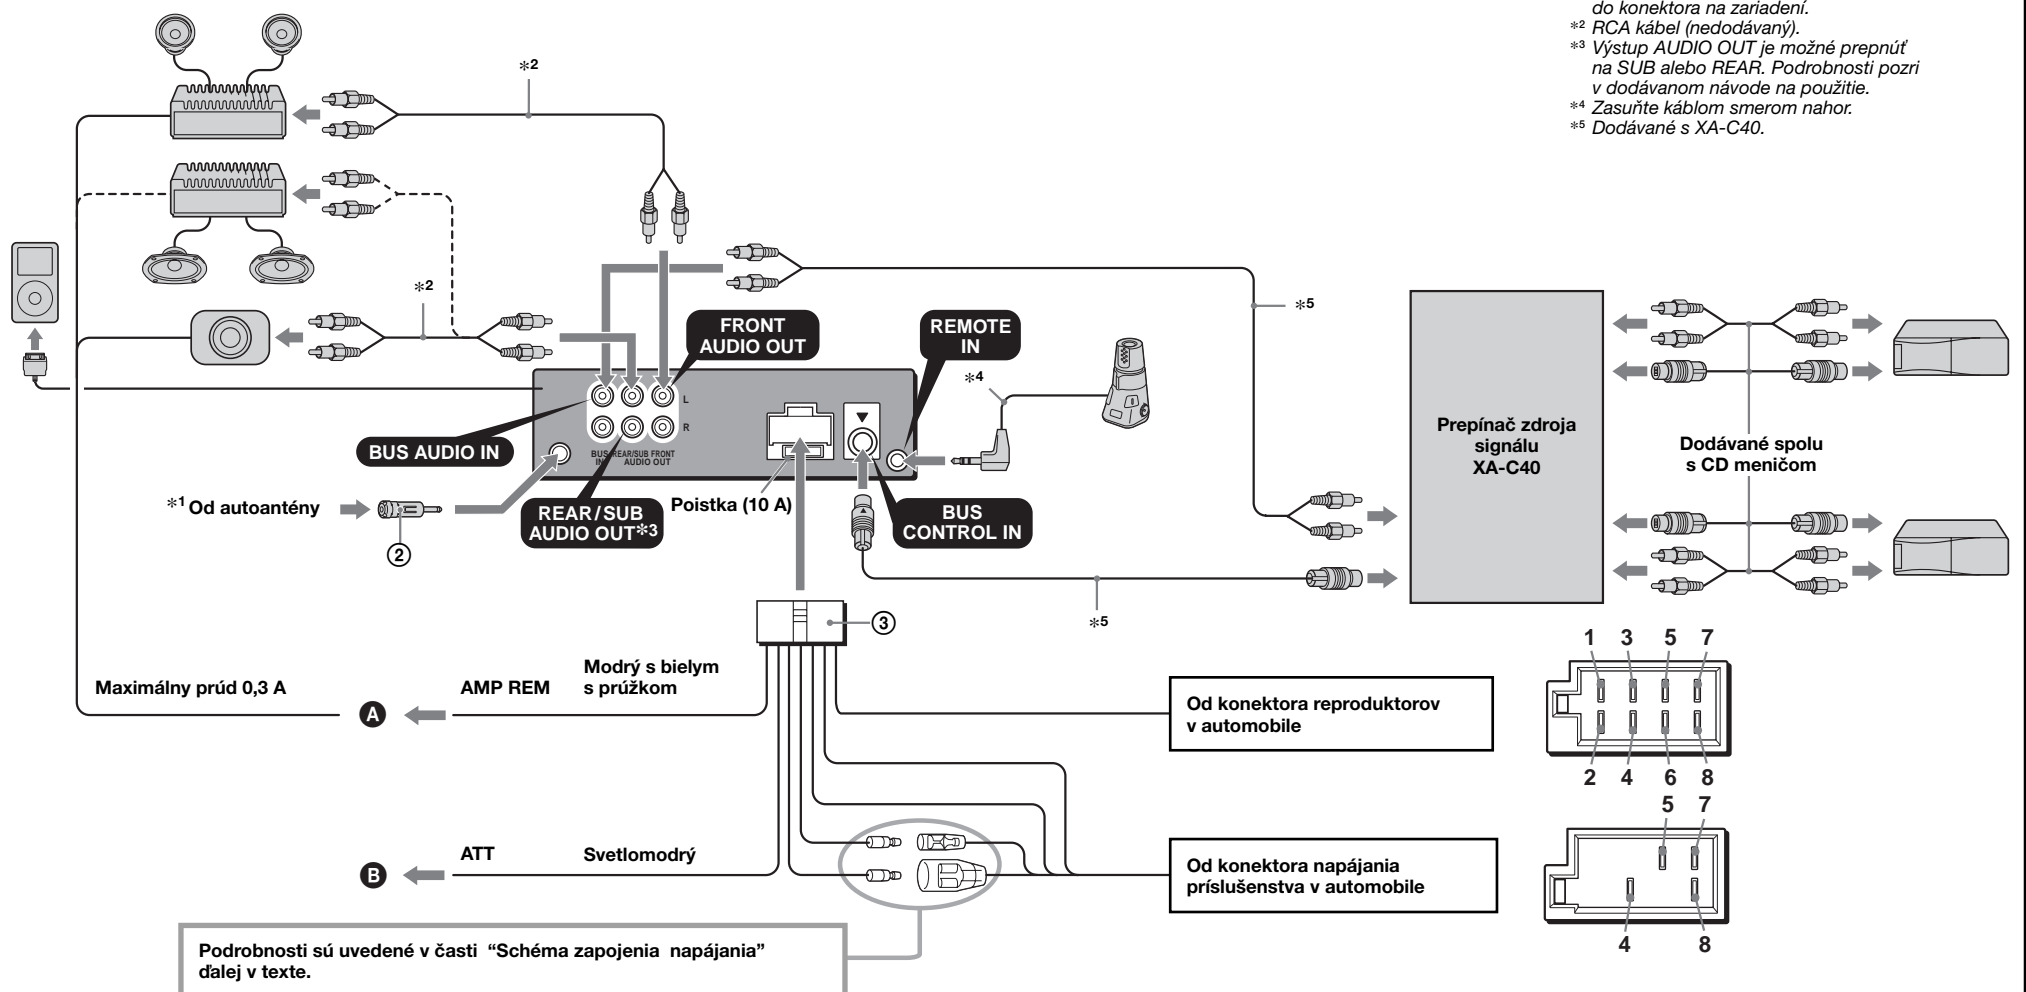 do konektora na zariadení.
*2 RCA kábel (nedodávaný).
*3 Výstup AUDIO OUT je možné prepnúť
na SUB alebo REAR. Podrobnosti pozri
v dodávanom návode na použitie.
*4 Zasuňte káblom smerom nahor.
*5 Dodávané s XA-C40.
*2
*2
*5
FRONT
AUDIO OUT
REMOTE
IN
*4
L
R
BUS AUDIO IN
BUS REAR/SUB FRONT
IN AUDIO OUT
Prepínač zdroja
signálu
XA-C40
Dodávané spolu
s CD meničom
*1 Od autoantény
2
REAR/SUB
AUDIO OUT*3
Poistka (10 A)
BUS
CONTROL IN
*5
3
1 3 5 7
2 4 6 8
Maximálny prúd 0,3 A
A
AMP REM
Modrý s bielym
s prúžkom
Od konektora reproduktorov
v automobile
5 7
4 8
B
ATT
Svetlomodrý
Od konektora napájania
príslušenstva v automobile
Podrobnosti sú uvedené v časti “Schéma zapojenia napájania”
ďalej v texte.